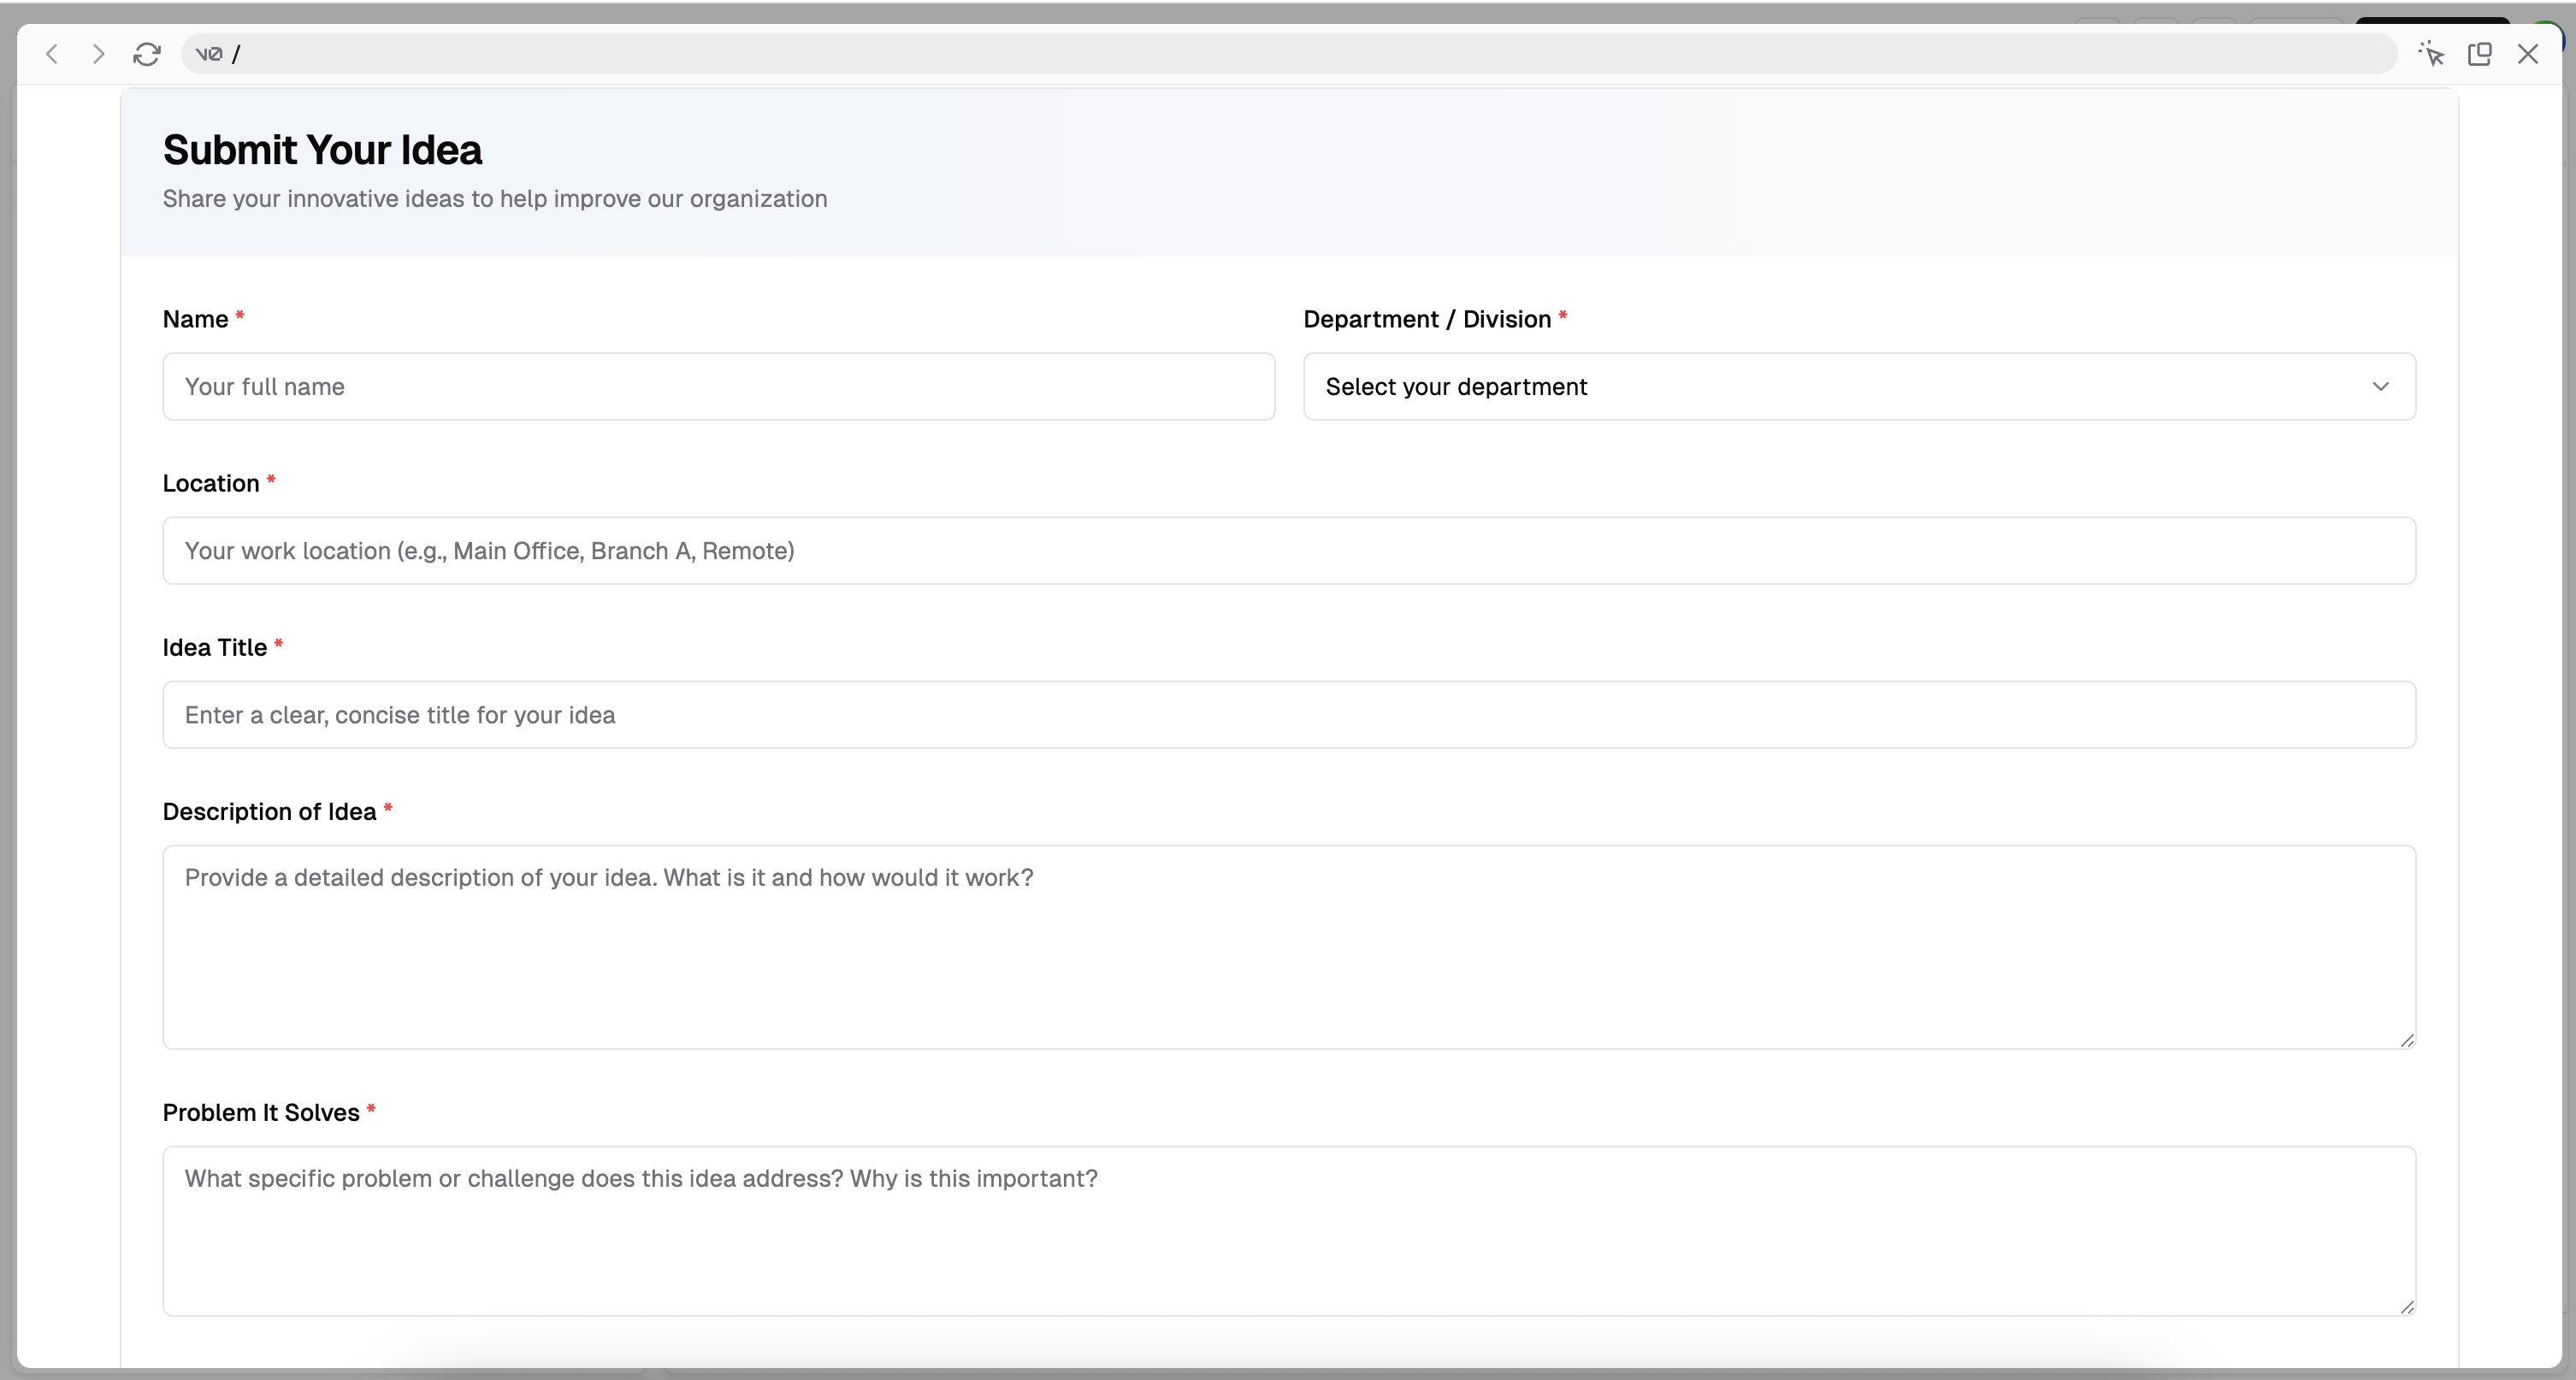 v0 /
Submit Your Idea
Share your innovative ideas to help improve our organization
Name *
Department / Division *
Your full name
Select your department
Location *
Your work location (e.g., Main Office, Branch A, Remote)
Idea Title *
Enter a clear, concise title for your idea
Description of Idea *
Provide a detailed description of your idea. What is it and how would it work?
Problem It Solves *
What specific problem or challenge does this idea address? Why is this important?